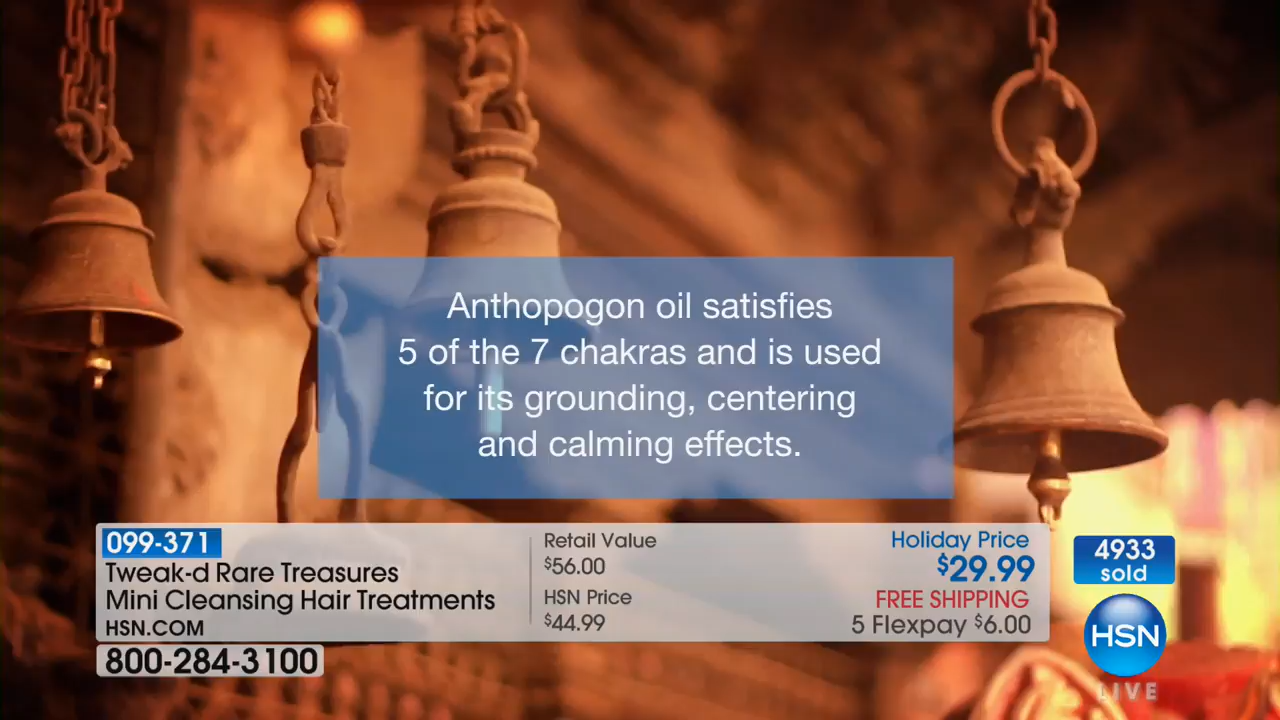 Anthopogon oil satisfies
5 of the 7 chakras and is used
for its grounding, centering
and calming effects.
099-371
Tweak-d Rare Treasures
Mini Cleansing Hair Treatments
HSN.COM
800-284-3100
Retail Value
$56.00
HSN Price
$44.99
Holiday Price
$29.99
FREE SHIPPING
5 Flexpay $6.00
4933
sold
HSN
LIVE